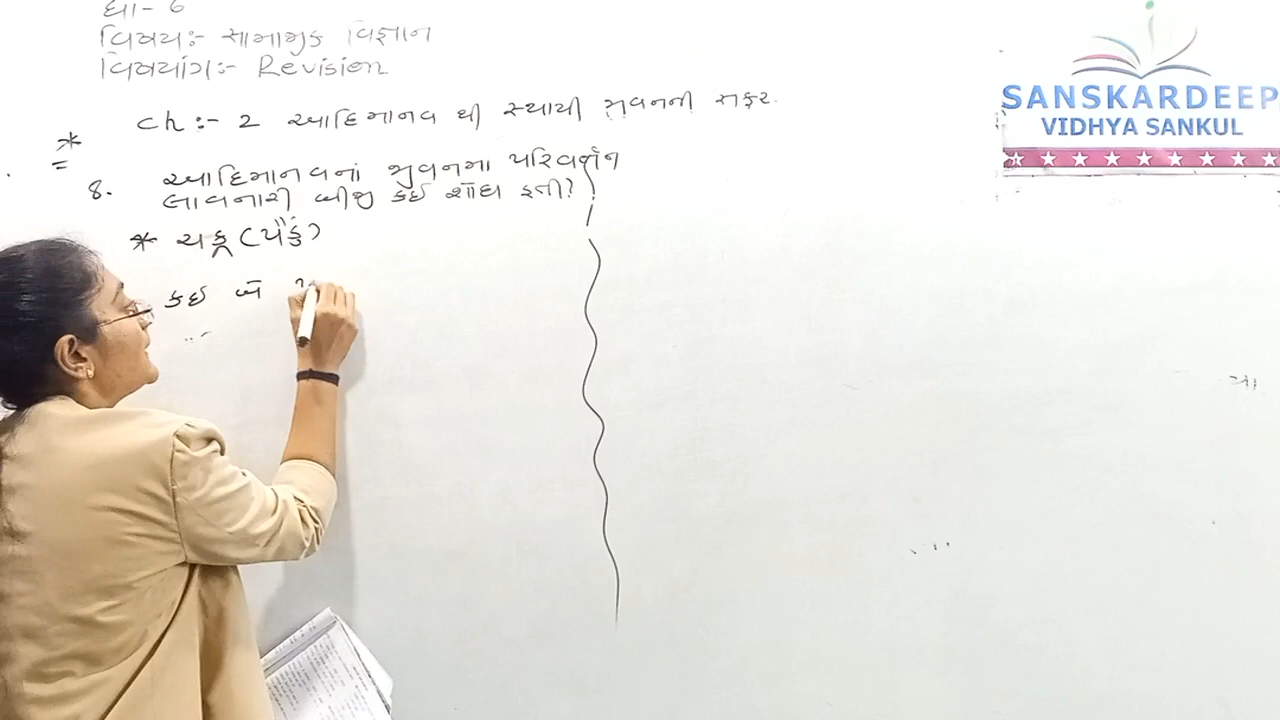 ધો- 6
વિષય:- સામાજીક વિજ્ઞાન
વિષયાંગ:- Revision
Ch :- 2 આદિમાનવ થી સ્થાયી જીવનની સફર.
8. આદિમાનવનાં જીવનમાં પરિવર્તન
લાવનારી બીજી કઈ શોધ હતી?
* ચક્ર (પૈડું)
કઈ બે
SANSKARDEEP
VIDHYA SANKUL